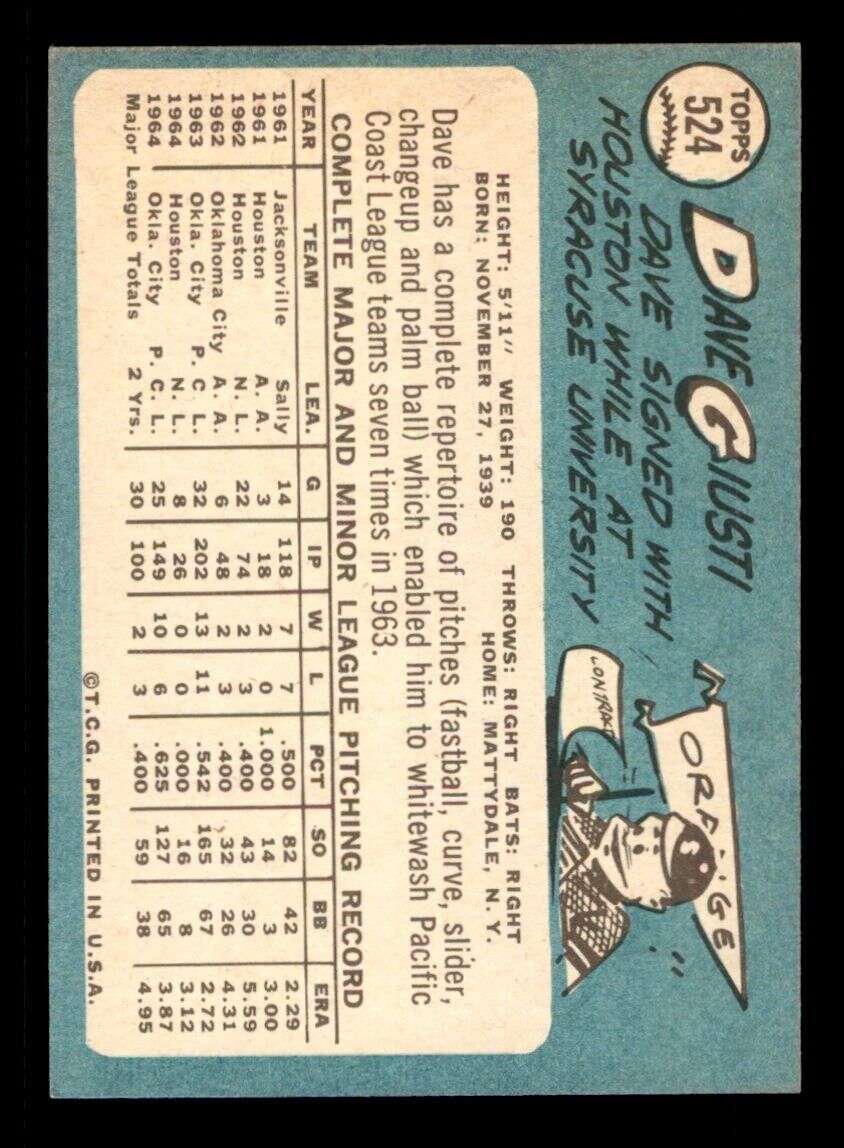 TOPPS
524
DAVE GIUSTI
DAVE SIGNED WITH
HOUSTON WHILE AT
SYRACUSE UNIVERSITY
CONTRACT
ORANGE
S
HEIGHT: 5'11" WEIGHT: 190 THROWS: RIGHT BATS: RIGHT
BORN: NOVEMBER 27, 1939 HOME: MATTYDALE, N. Y.
Dave has a complete repertoire of pitches (fastball, curve, slider,
changeup and palm ball) which enabled him to whitewash Pacific
Coast League teams seven times in 1963.
COMPLETE MAJOR AND MINOR LEAGUE PITCHING RECORD
YEAR TEAM LEA. G IP W L PCT SO BB ERA
1961 Jacksonville Sally 14 118 7 7 .500 82 42 2.29
1961 Houston A. A. 3 18 2 0 1.000 14 3 3.00
1962 Houston N. L. 22 74 2 3 .400 43 30 5.59
1962 Oklahoma City A. A. 6 48 2 3 .400 32 26 4.31
1963 Okla. City P. C. L. 32 202 13 11 .542 165 67 2.72
1964 Houston N. L. 8 26 0 0 .000 16 8 3.12
1964 Okla. City P. C. L. 25 149 10 6 .625 127 65 3.87
Major League Totals 2 Yrs. 30 100 2 3 .400 59 38 4.95
©T.C.G. PRINTED IN U.S.A.